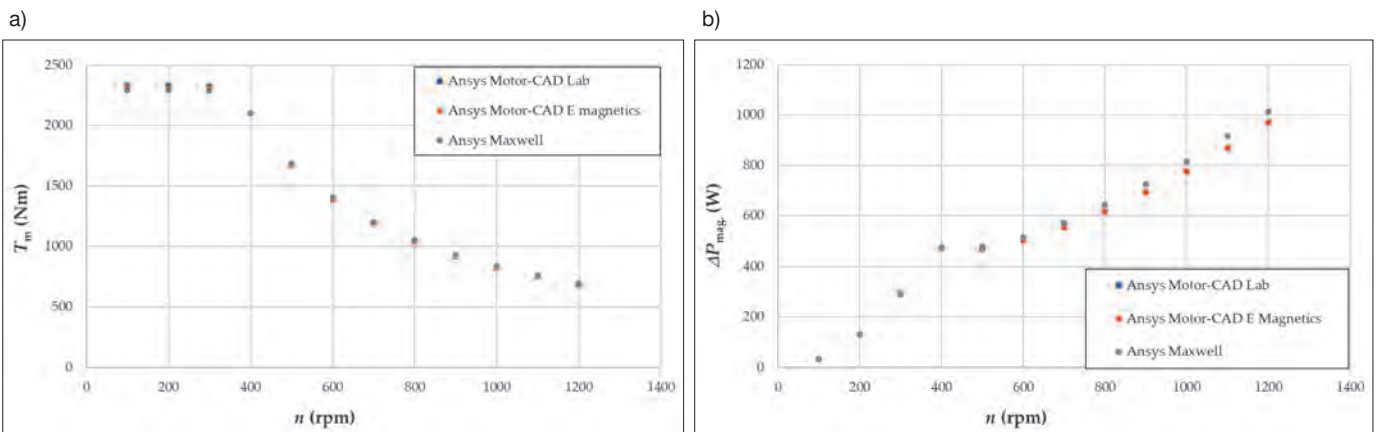 a)
2500
2000
1500
1000
500
0
T_m (Nm)
Ansys Motor-CAD Lab
Ansys Motor-CAD E magnetics
Ansys Maxwell
0 200 400 600 800 1000 1200 1400
n (rpm)
b)
1200
1000
800
600
400
200
0
ΔP_mag. (W)
Ansys Motor-CAD Lab
Ansys Motor-CAD E Magnetics
Ansys Maxwell
0 200 400 600 800 1000 1200 1400
n (rpm)